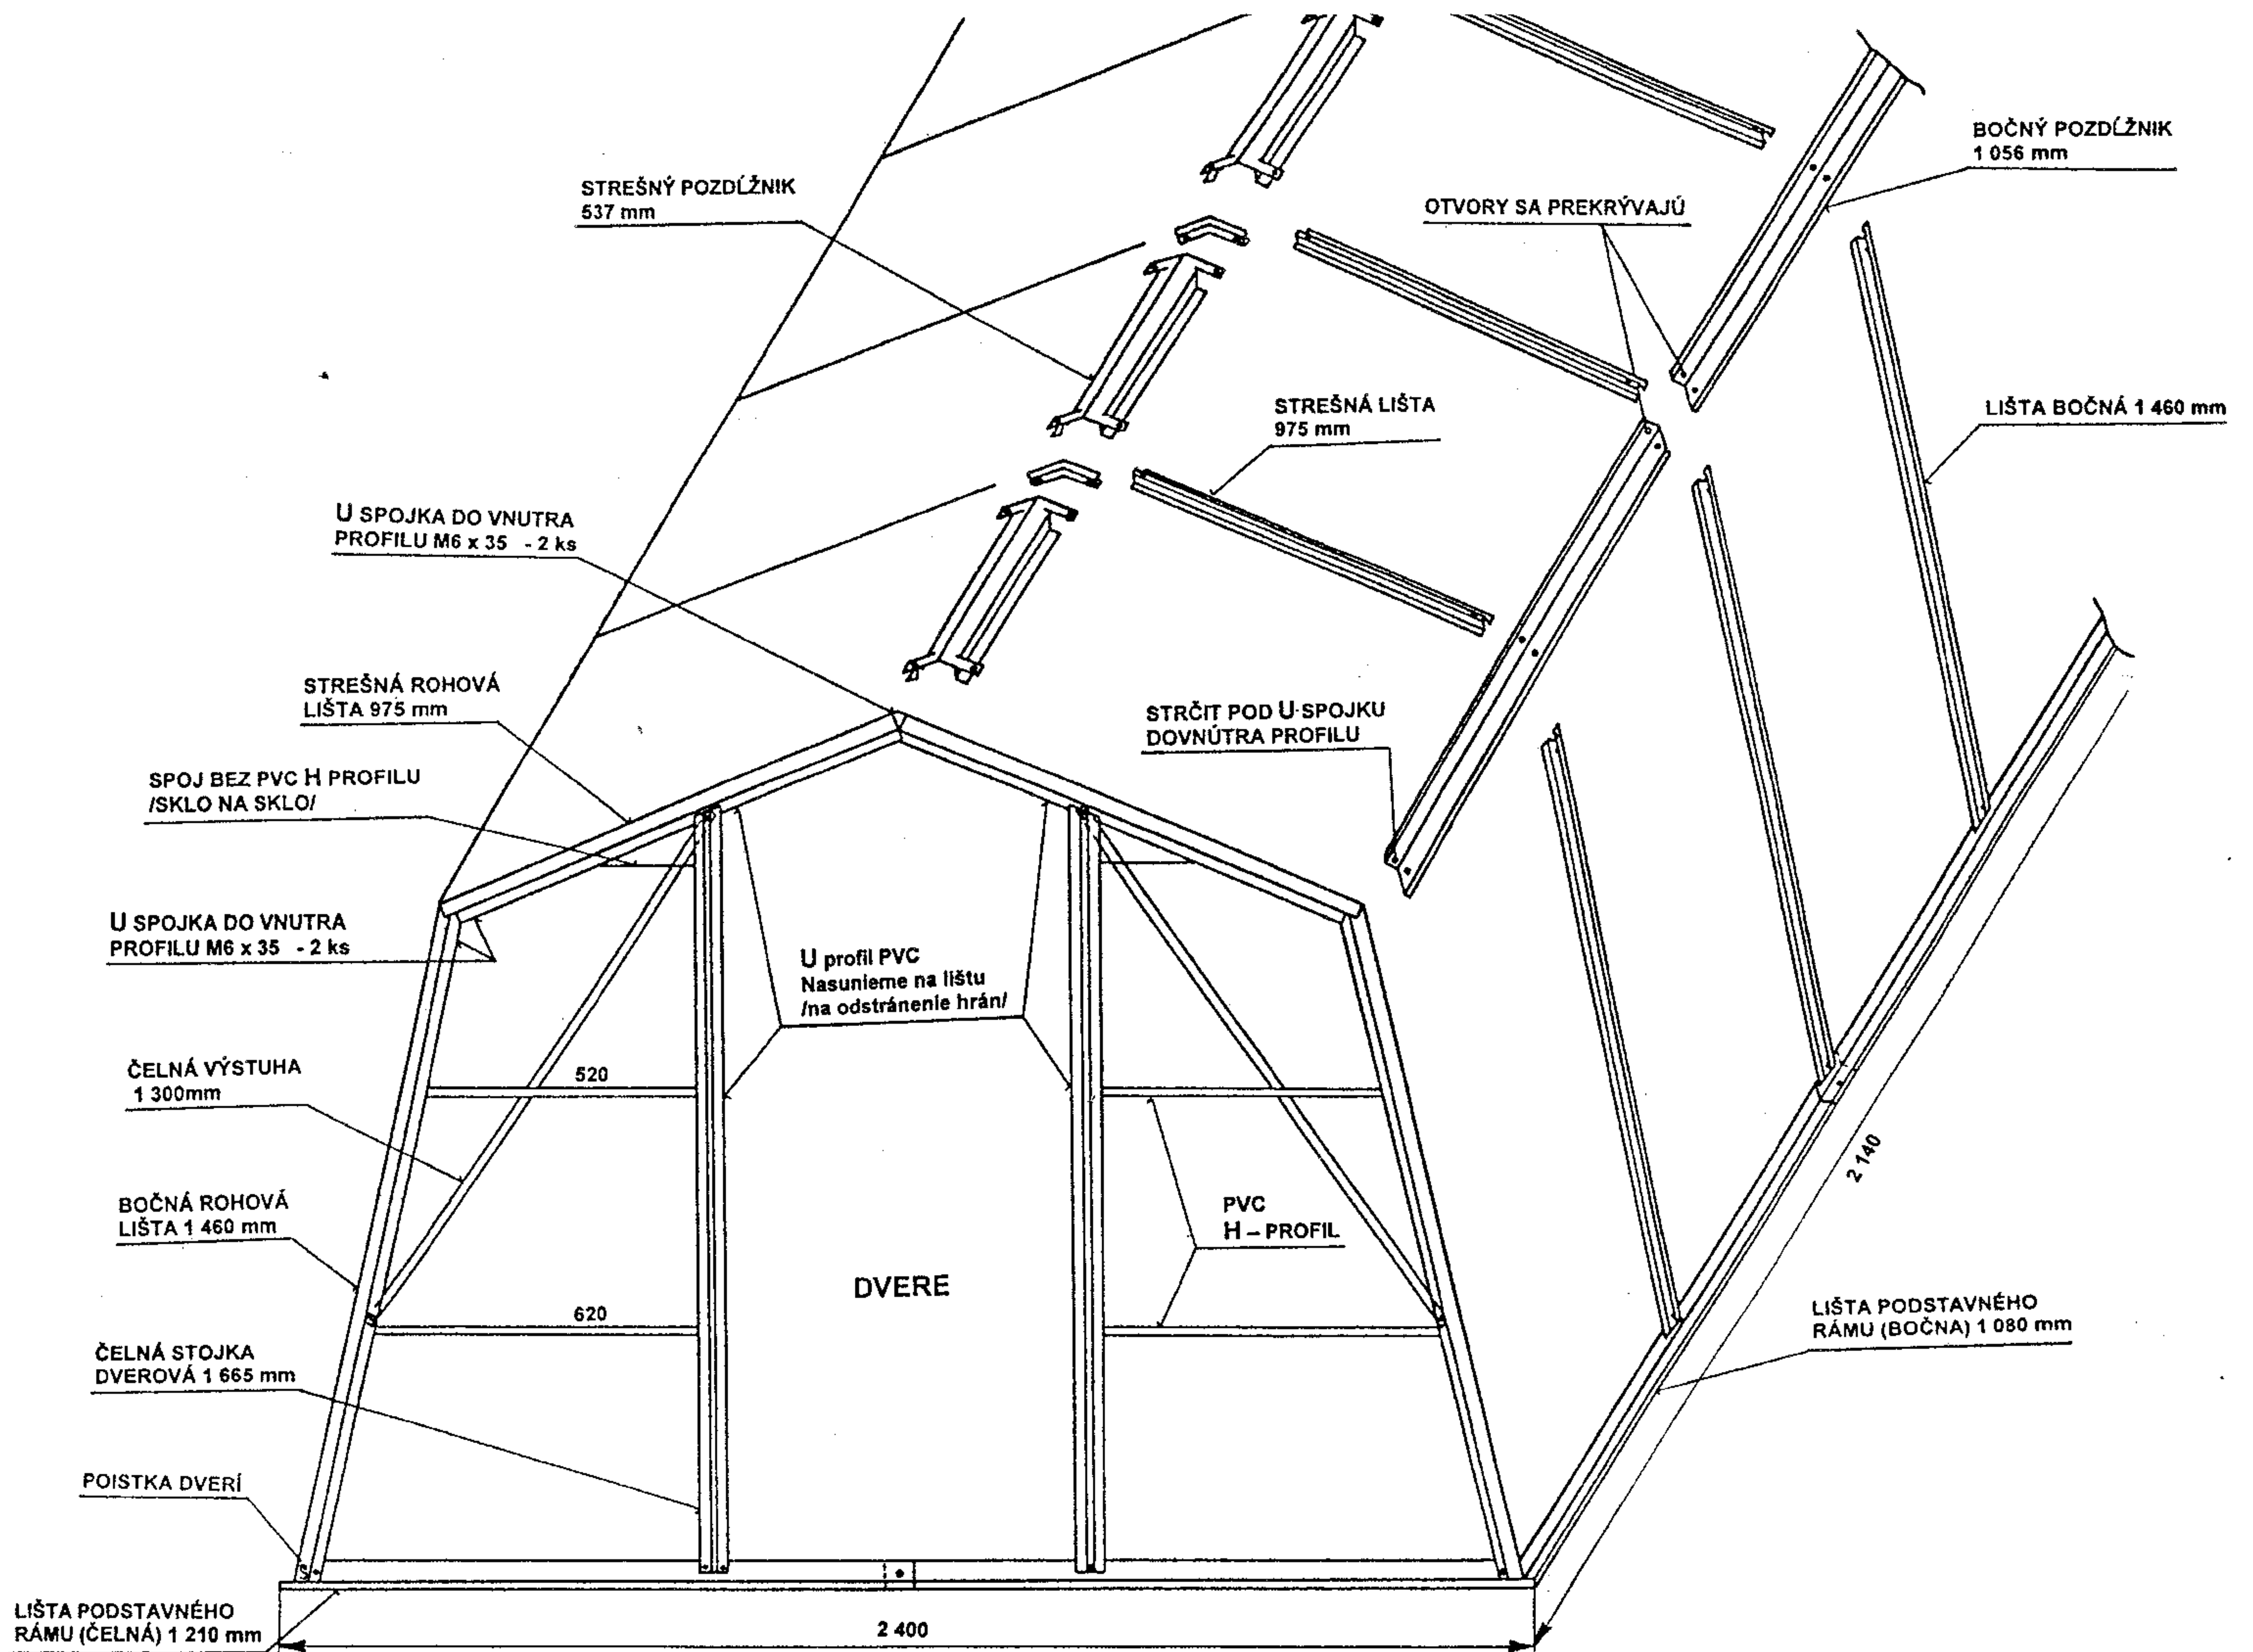 BOČNÝ POZDĹŽNIK
1 056 mm
STREŠNÝ POZDĹŽNIK
537 mm
OTVORY SA PREKRÝVAJÚ
STREŠNÁ LIŠTA
975 mm
LIŠTA BOČNÁ 1 460 mm
U SPOJKA DO VNUTRA
PROFILU M6 x 35 - 2 ks
STREŠNÁ ROHOVÁ
LIŠTA 975 mm
STRČIT POD U-SPOJKU
DOVNÚTRA PROFILU
SPOJ BEZ PVC H PROFILU
/SKLO NA SKLO/
U SPOJKA DO VNUTRA
PROFILU M6 x 35 - 2 ks
U profil PVC
Nasunieme na lištu
/na odstránenie hrán/
ČELNÁ VÝSTUHA
1 300mm
520
2 140
BOČNÁ ROHOVÁ
LIŠTA 1 460 mm
PVC
H – PROFIL
DVERE
620
LIŠTA PODSTAVNÉHO
RÁMU (BOČNA) 1 080 mm
ČELNÁ STOJKA
DVEROVÁ 1 665 mm
POISTKA DVERÍ
S
LIŠTA PODSTAVNÉHO
RÁMU (ČELNÁ) 1 210 mm
2 400